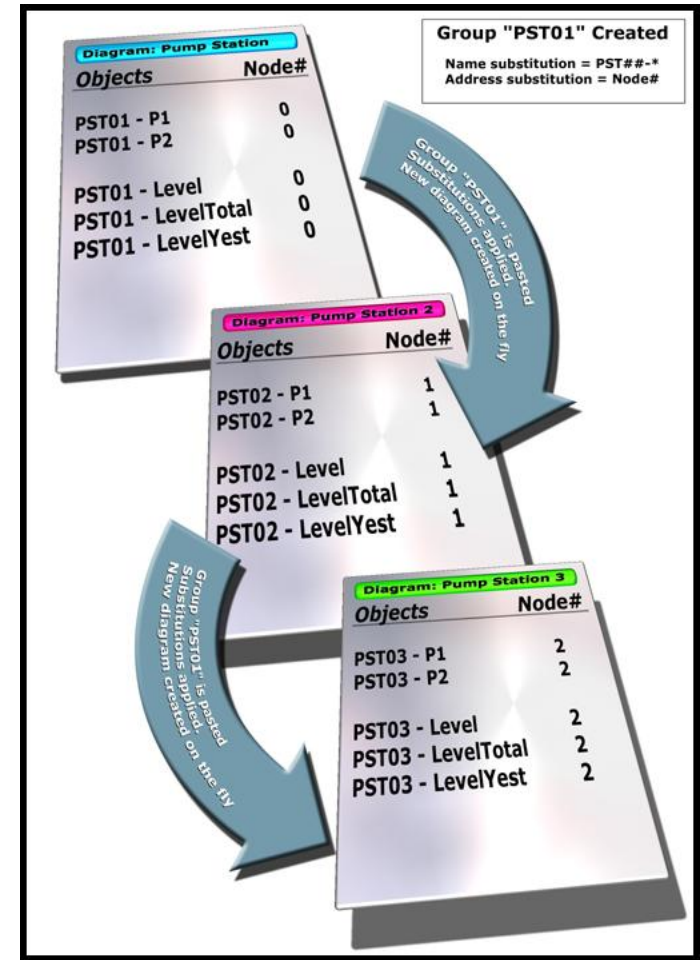 Group "PST01" Created
Name substitution = PST##-*
Address substitution = Node#
Diagram: Pump Station
Objects Node#
PST01 - P1 0
PST01 - P2 0
PST01 - Level 0
PST01 - LevelTotal 0
PST01 - LevelYest 0
Group "PST01" is pasted
Substitutions applied.
New diagram created on the fly
Diagram: Pump Station 2
Objects Node#
PST02 - P1 1
PST02 - P2 1
PST02 - Level 1
PST02 - LevelTotal 1
PST02 - LevelYest 1
Group "PST01" is pasted
Substitutions applied.
New diagram created on the fly
Diagram: Pump Station 3
Objects Node#
PST03 - P1 2
PST03 - P2 2
PST03 - Level 2
PST03 - LevelTotal 2
PST03 - LevelYest 2